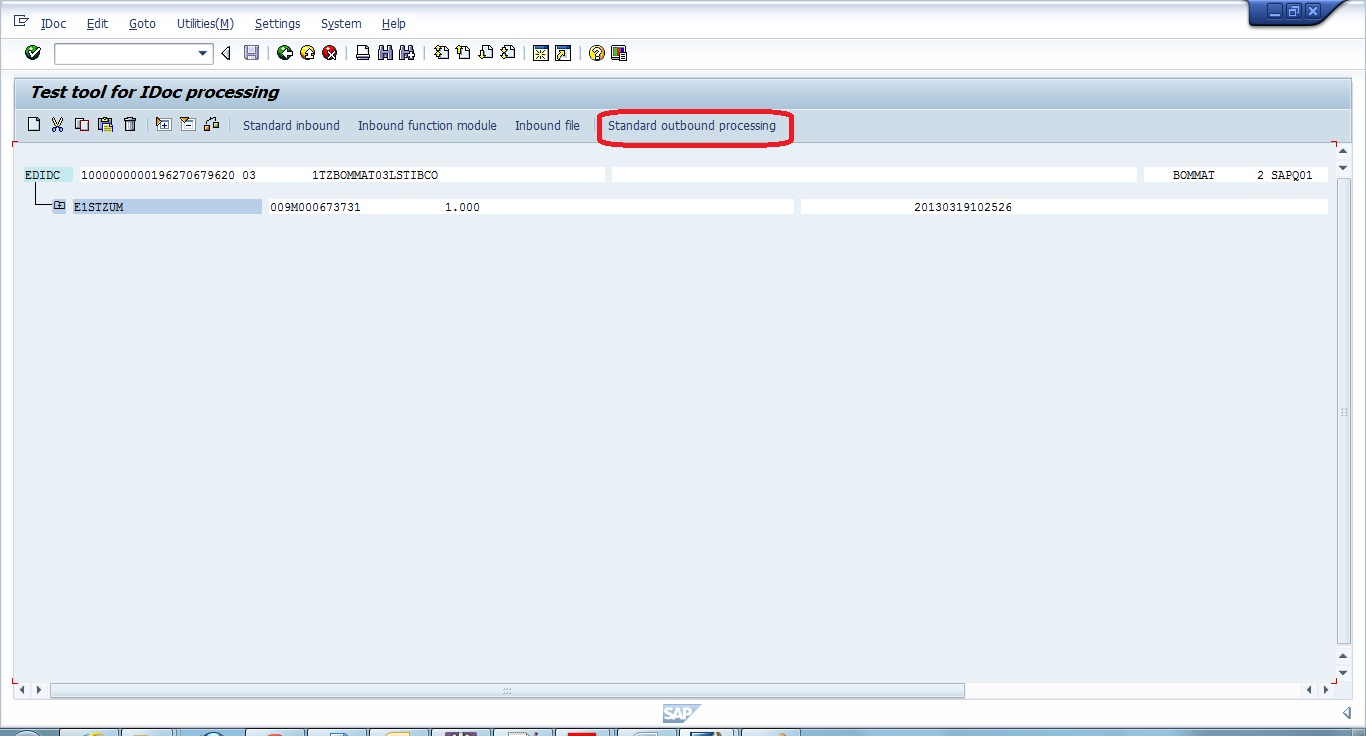 IDoc Edit Goto Utilities(M) Settings System Help
Test tool for IDoc processing
Standard inbound Inbound function module Inbound file Standard outbound processing
EDIDC 1000000000196270679620 03 1TZBOMMAT03LSTIBCO BOMMAT 2 SAPQ01
E1STZUM 009M000673731 1.000 20130319102526
SAP